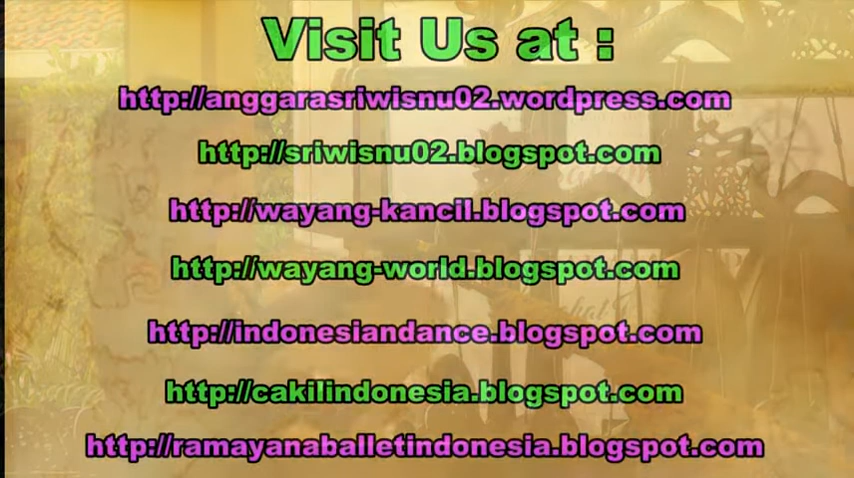 Visit Us at :
http://anggarasriwisnu02.wordpress.com
http://sriwisnu02.blogspot.com
http://wayang-kancil.blogspot.com
http://wayang-world.blogspot.com
http://indonesiandance.blogspot.com
http://cakilindonesia.blogspot.com
http://ramayanaballetindonesia.blogspot.com